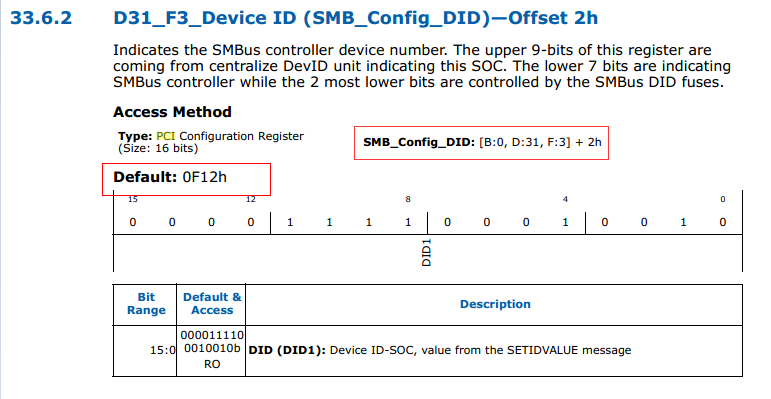 33.6.2 D31_F3_Device ID (SMB_Config_DID)—Offset 2h
Indicates the SMBus controller device number. The upper 9-bits of this register are
coming from centralize DevID unit indicating this SOC. The lower 7 bits are indicating
SMBus controller while the 2 most lower bits are controlled by the SMBus DID fuses.
Access Method
Type: PCI Configuration Register
(Size: 16 bits)
SMB_Config_DID: [B:0, D:31, F:3] + 2h
Default: 0F12h
15 12 8 4 0
0 0 0 0 1 1 1 1 0 0 0 1 0 0 1 0
DID1
Bit Range Default & Access Description
15:0 000011110 0010010b RO DID (DID1): Device ID-SOC, value from the SETIDVALUE message